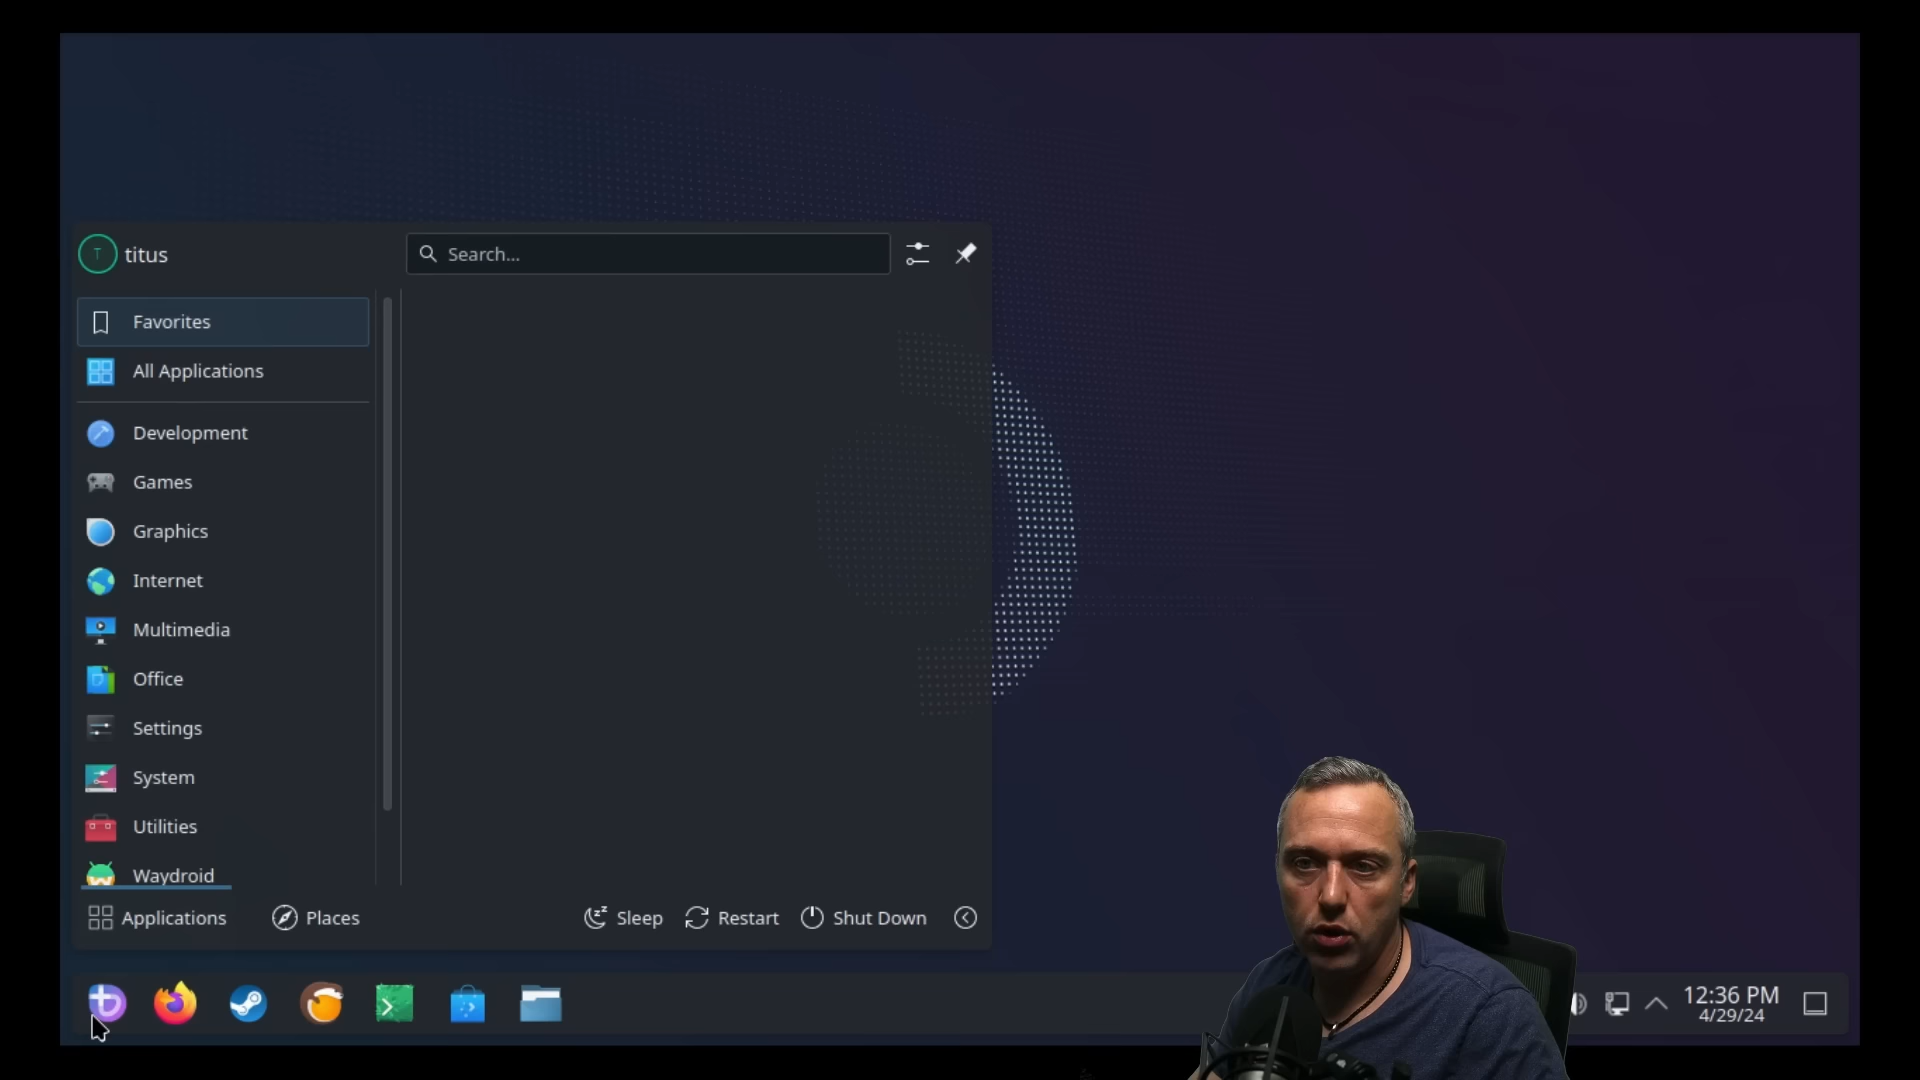 T titus
Search...
Favorites
All Applications
Development
Games
Graphics
Internet
Multimedia
Office
Settings
System
Utilities
Waydroid
Applications
Places
Sleep
Restart
Shut Down
12:36 PM
4/29/24